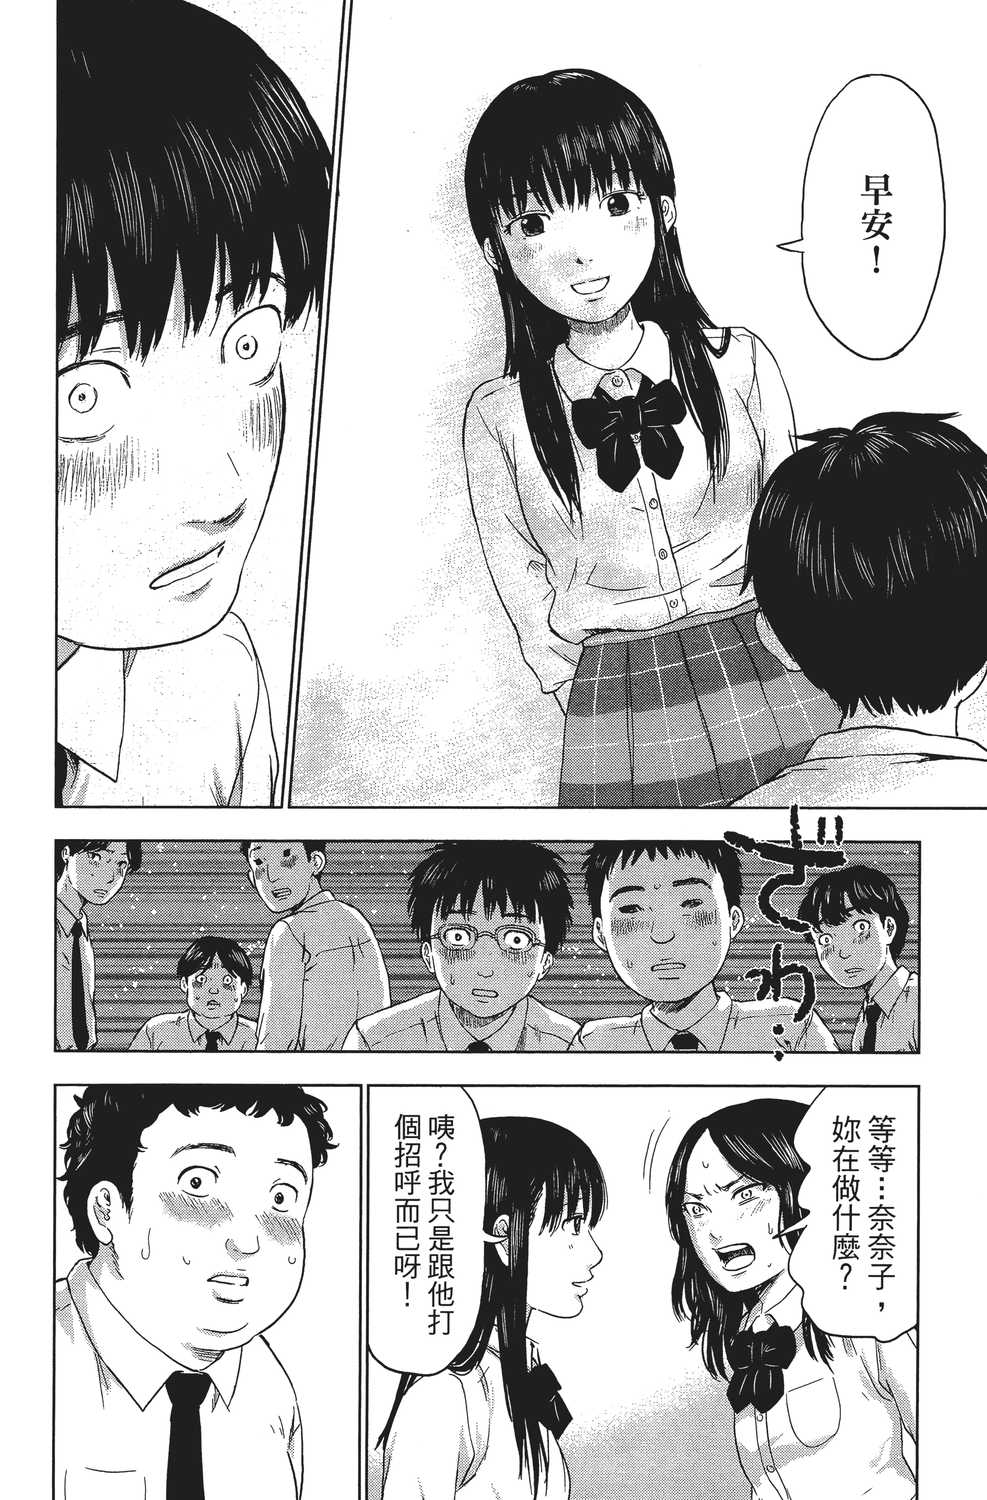 早安！
ざわ…
等等…奈奈子，
妳在做什麼？
咦？我只是跟他打
個招呼而已呀！